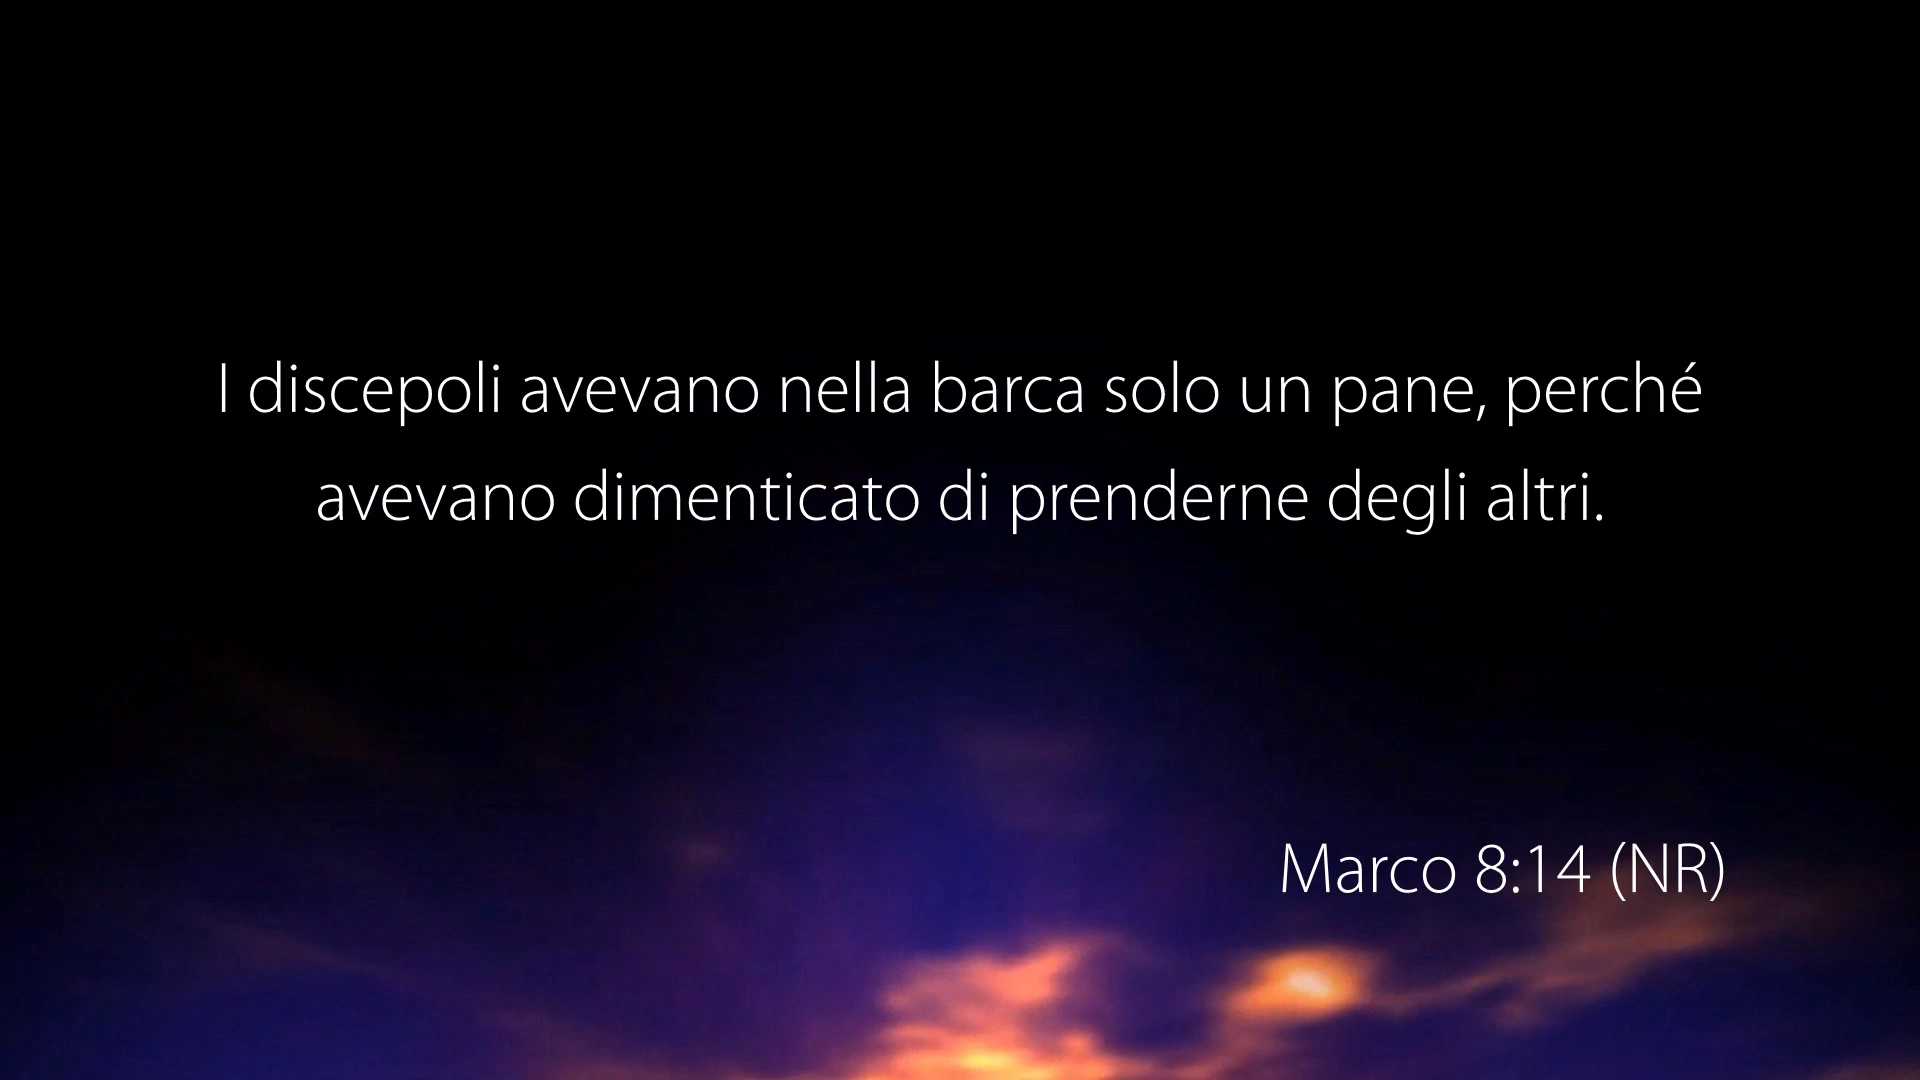 I discepoli avevano nella barca solo un pane, perché
avevano dimenticato di prenderne degli altri.
Marco 8:14 (NR)